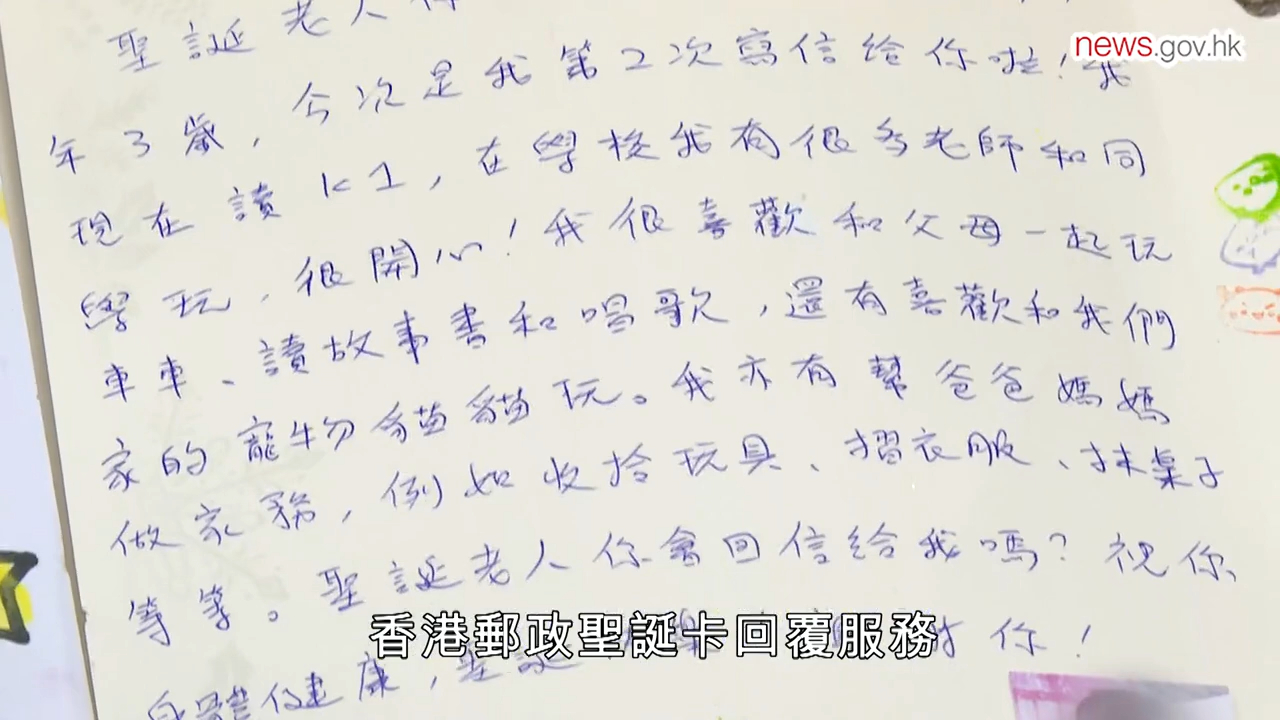 news.gov.hk
聖誕老人你
年3歲,今次是我第2次寫信給你啦!我
現在讀K1,在學校我有很多老師和同
學玩,很開心!我很喜歡和父母一起玩
車車、讀故事書和唱歌,還有喜歡和我們
家的寵物貓貓玩。我亦有幫爸爸媽媽
做家務,例如收拾玩具、摺衣服、抹桌子
等等。聖誕老人你會回信給我嗎?祝你
身體健康,聖誕 你!
香港郵政聖誕卡回覆服務